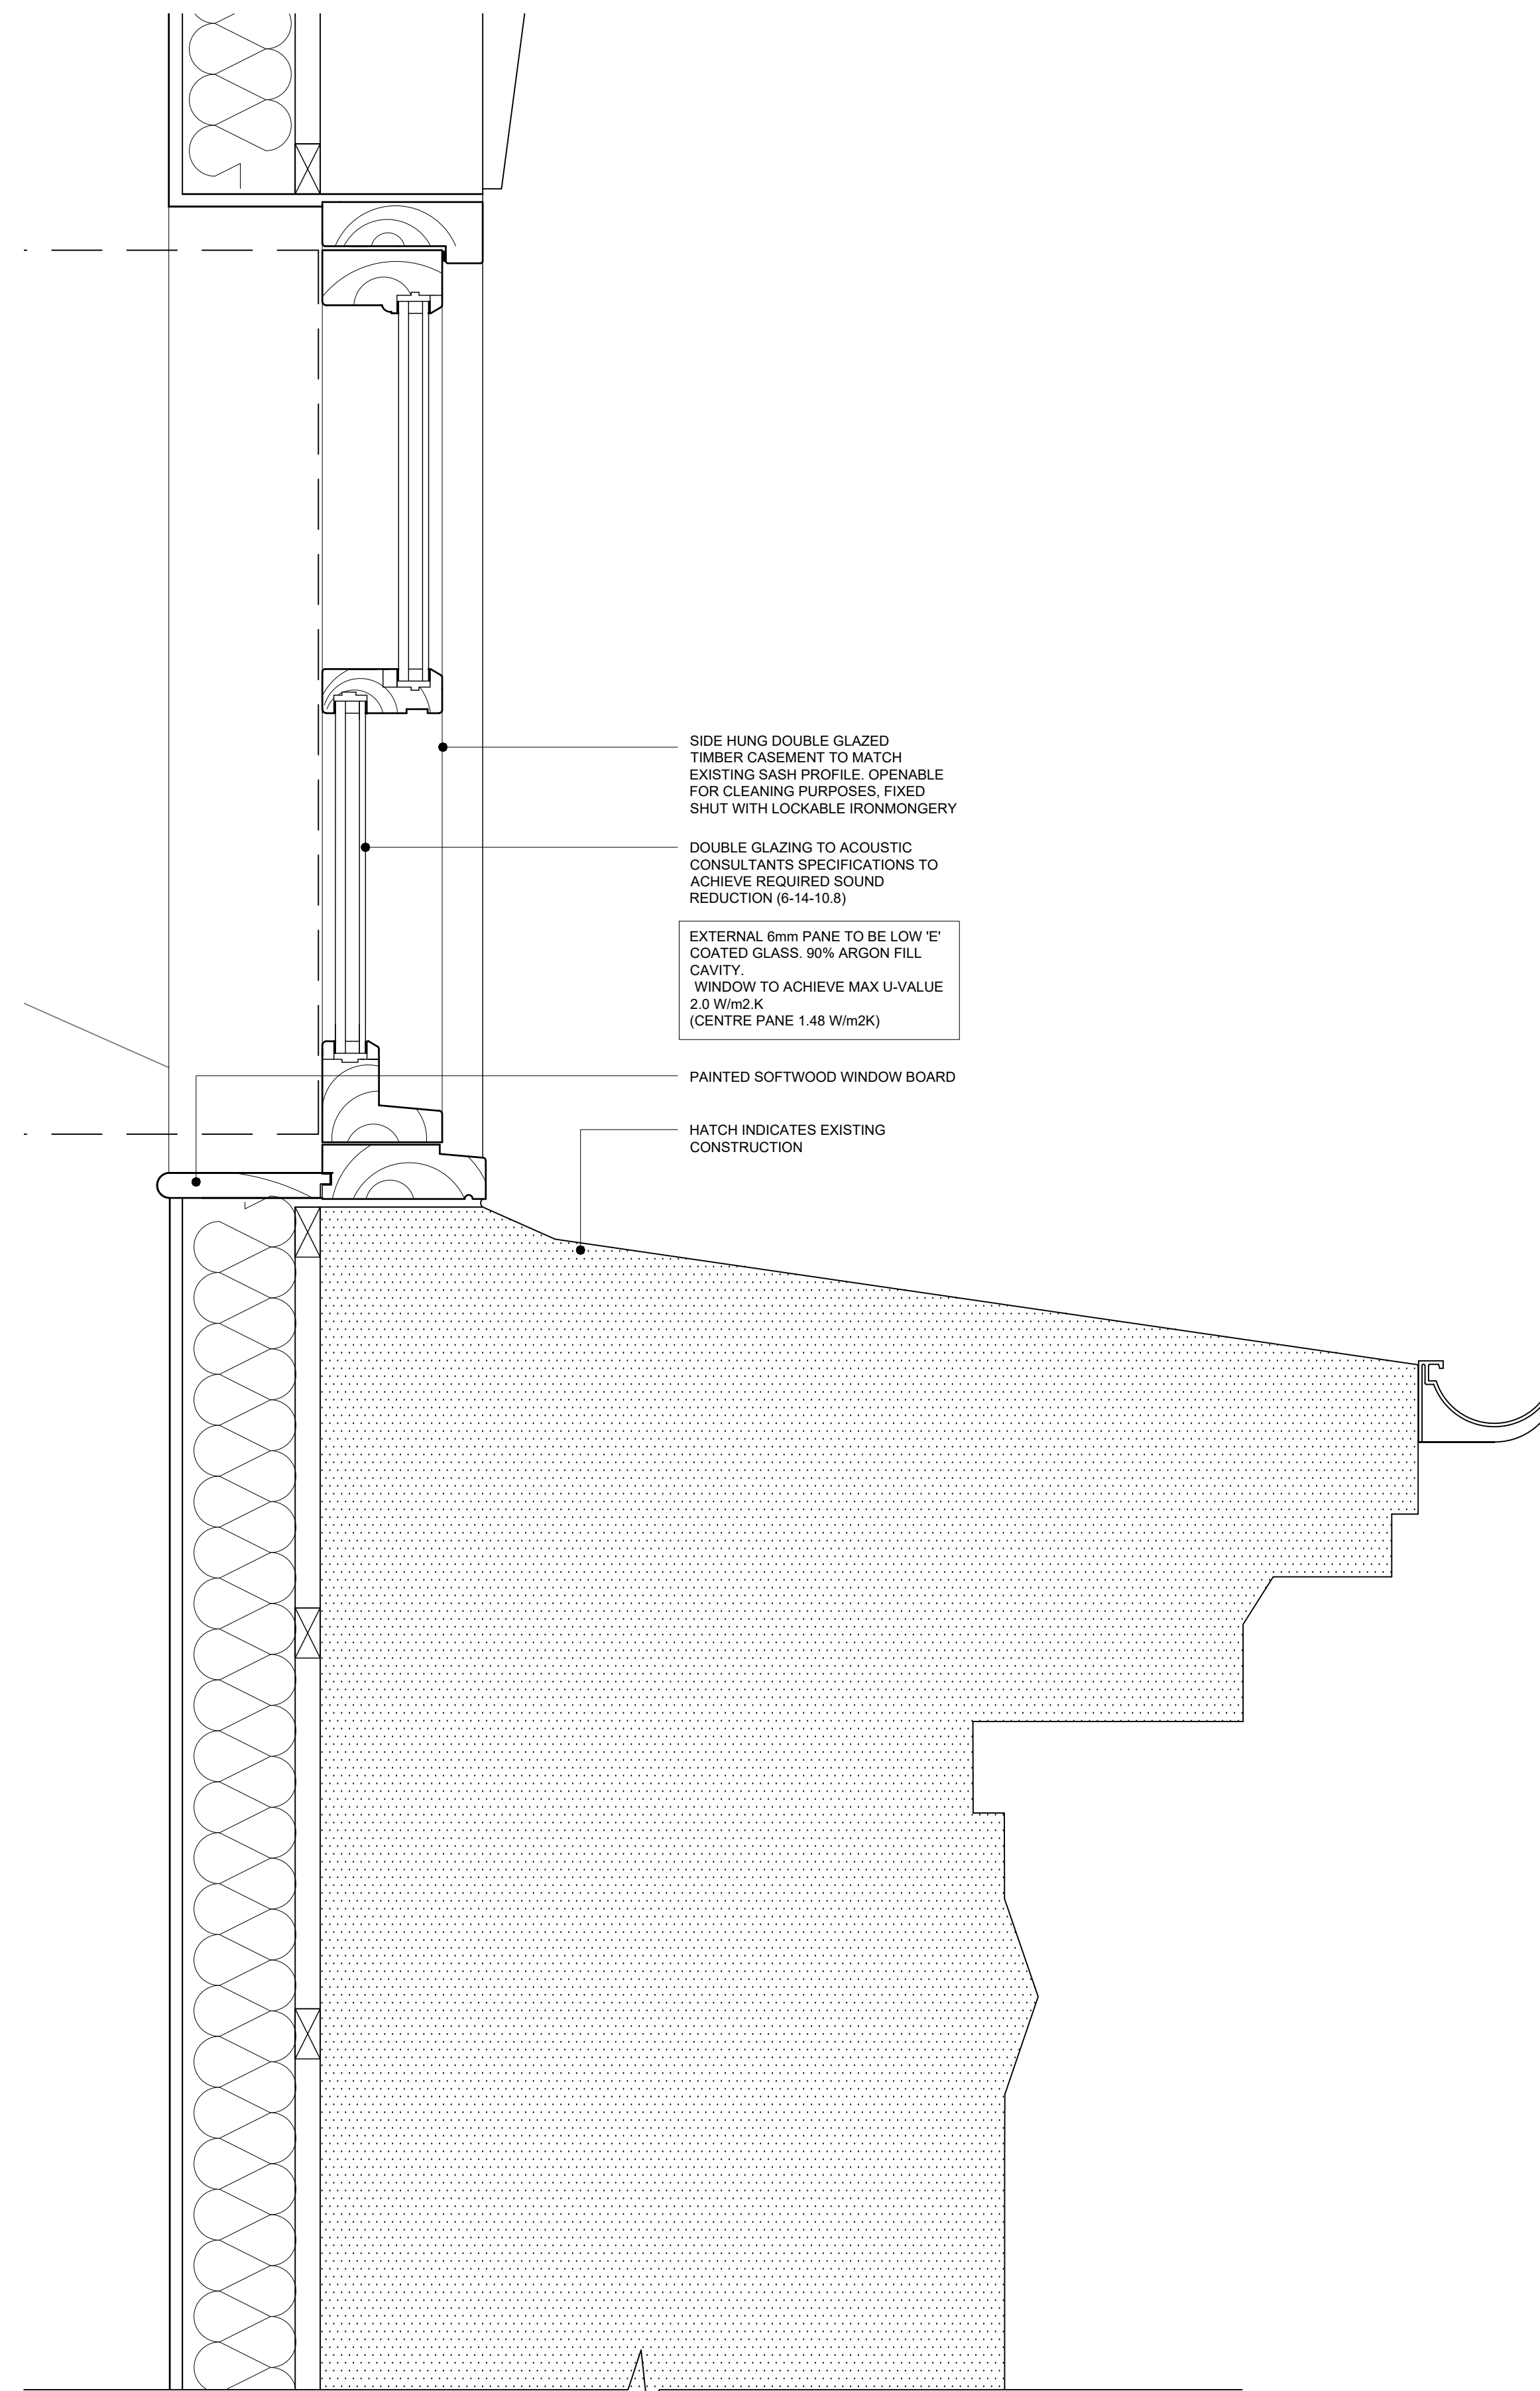 SIDE HUNG DOUBLE GLAZED
TIMBER CASEMENT TO MATCH
EXISTING SASH PROFILE. OPENABLE
FOR CLEANING PURPOSES, FIXED
SHUT WITH LOCKABLE IRONMONGERY
DOUBLE GLAZING TO ACOUSTIC
CONSULTANTS SPECIFICATIONS TO
ACHIEVE REQUIRED SOUND
REDUCTION (6-14-10.8)
EXTERNAL 6mm PANE TO BE LOW 'E'
COATED GLASS. 90% ARGON FILL
CAVITY.
WINDOW TO ACHIEVE MAX U-VALUE
2.0 W/m2.K
(CENTRE PANE 1.48 W/m2K)
PAINTED SOFTWOOD WINDOW BOARD
HATCH INDICATES EXISTING
CONSTRUCTION